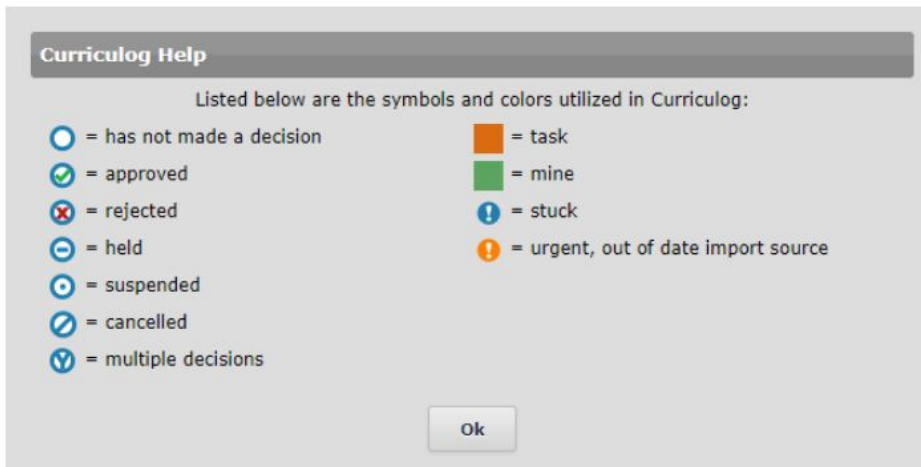 Curriculog Help
Listed below are the symbols and colors utilized in Curriculog:
= has not made a decision
= approved
= rejected
= held
= suspended
= cancelled
= multiple decisions
= task
= mine
= stuck
= urgent, out of date import source
Ok